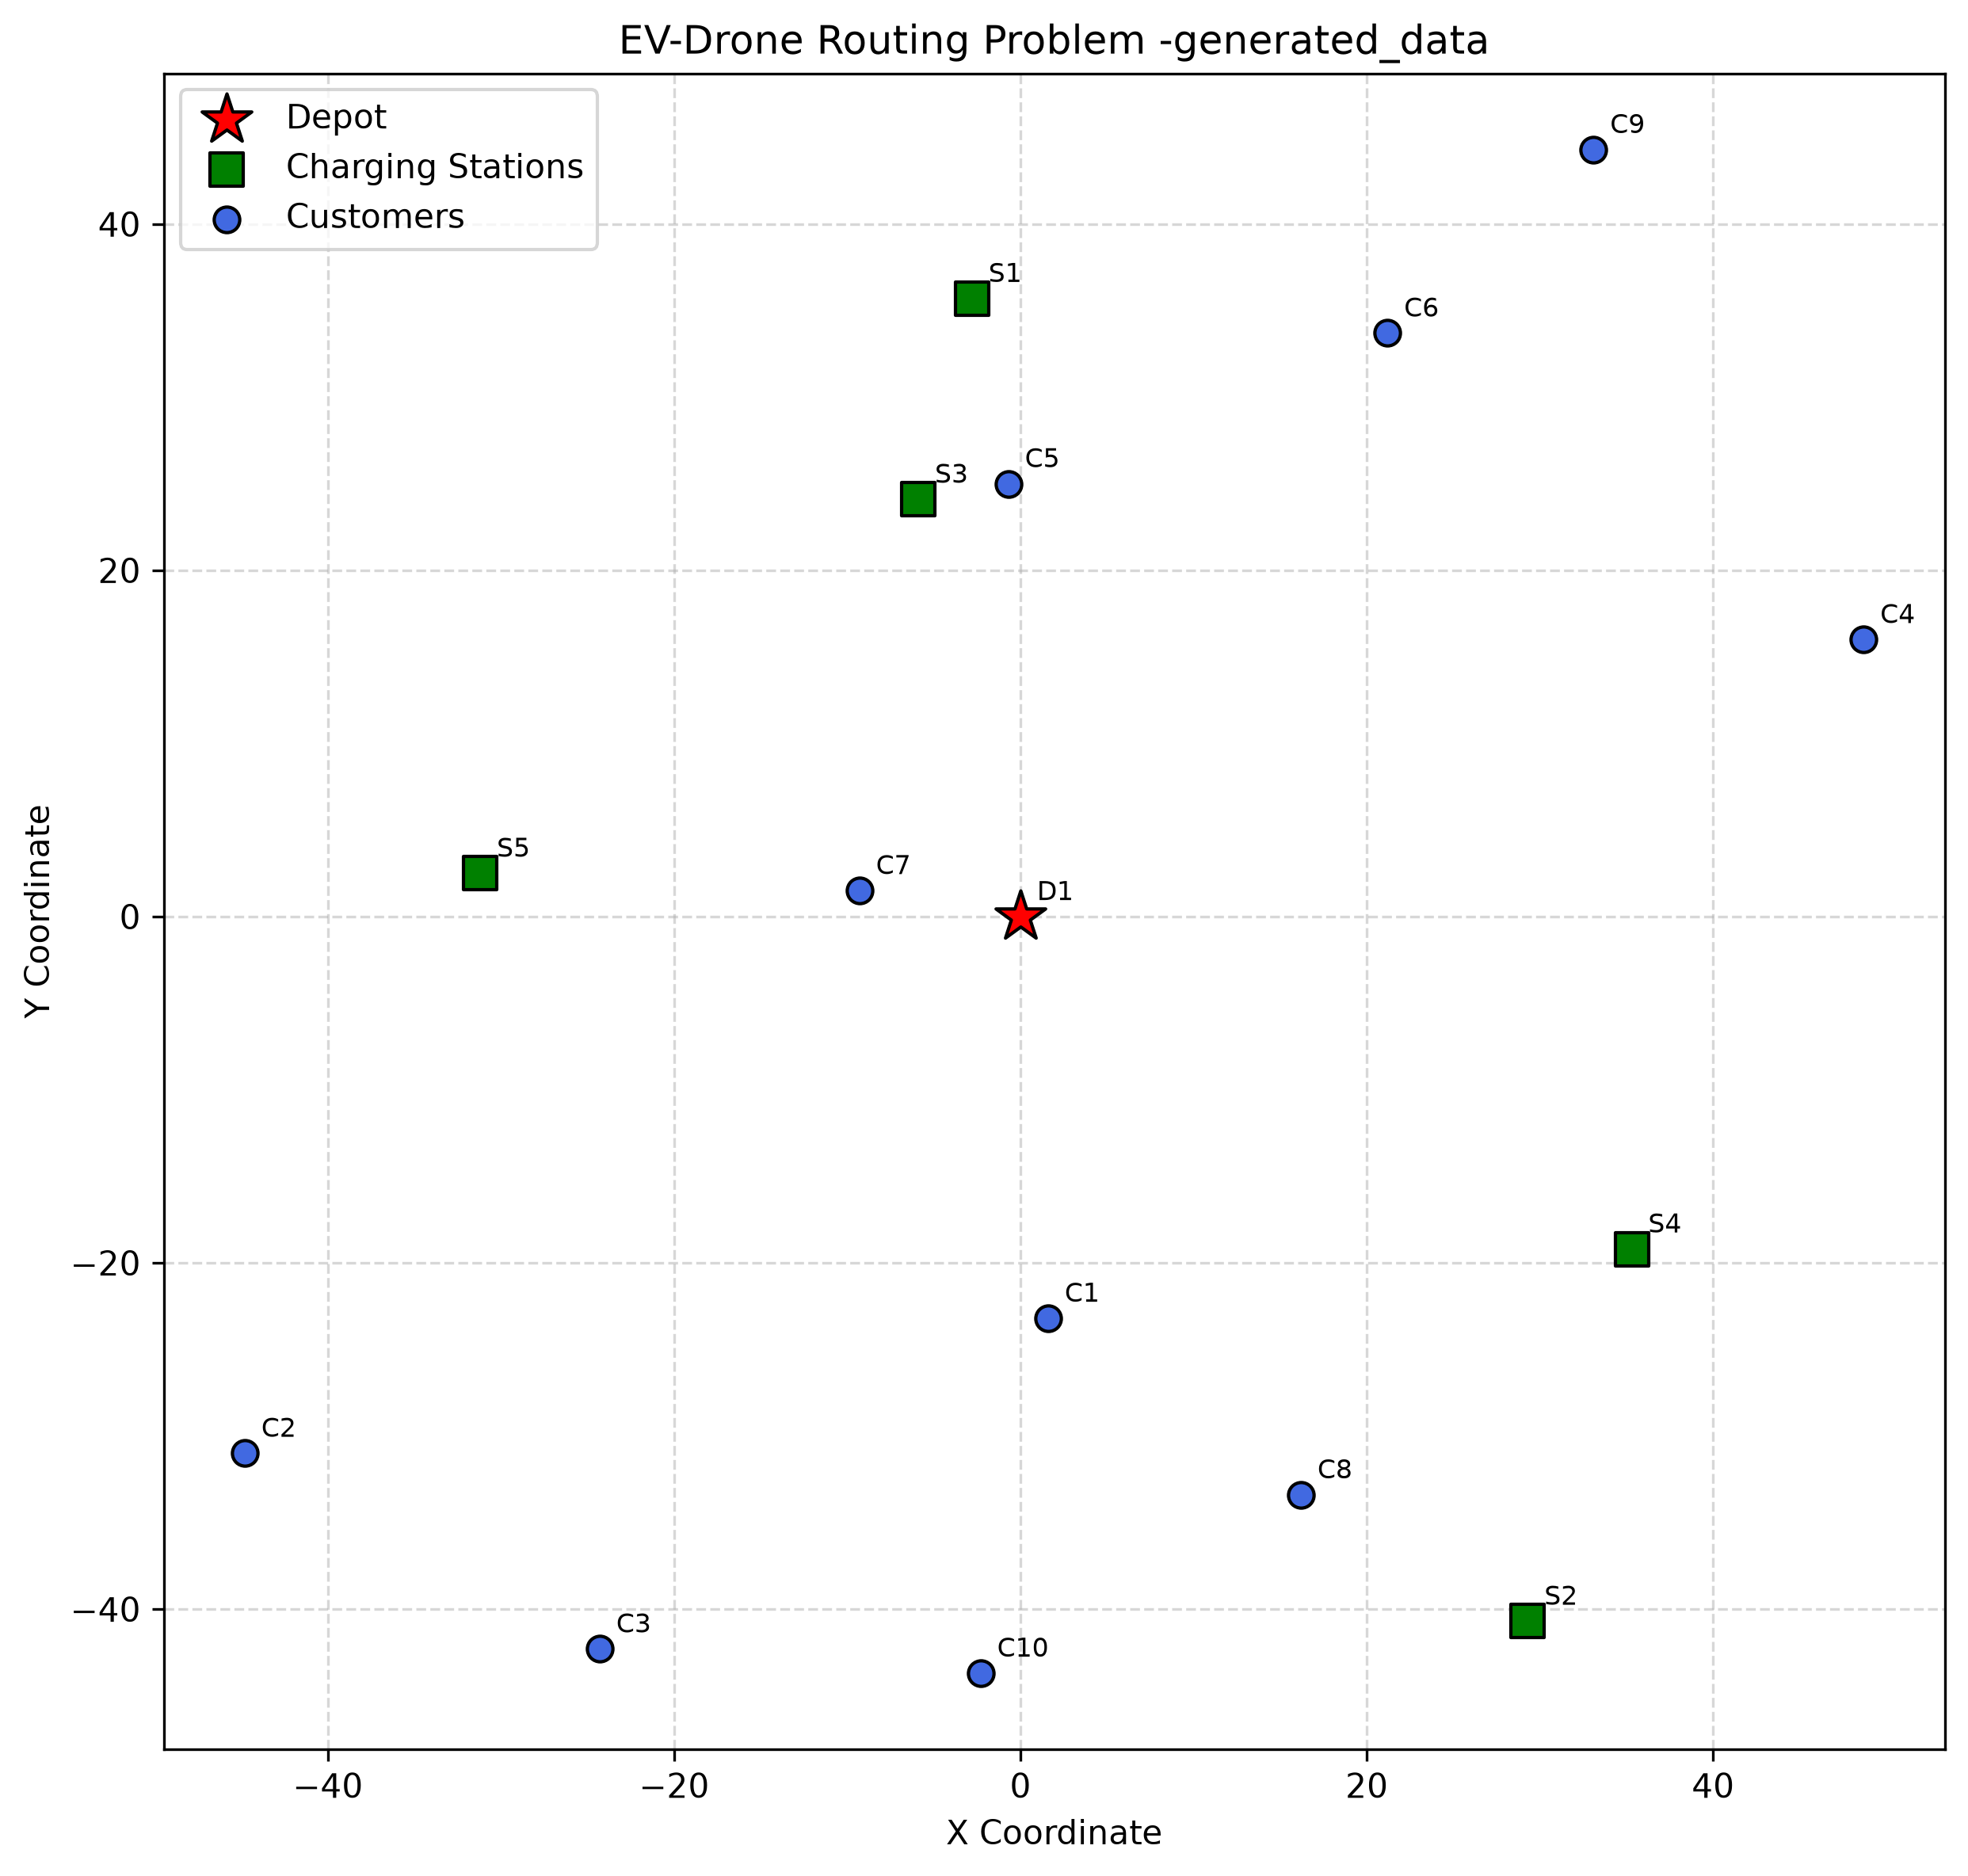 EV-Drone Routing Problem -generated_data
Depot
Charging Stations
Customers
C9
S1
C6
C5
S3
C4
S5
C7
D1
S4
C1
C2
C8
S2
C3
C10
40
20
0
−20
−40
−40
−20
0
20
40
Y Coordinate
X Coordinate